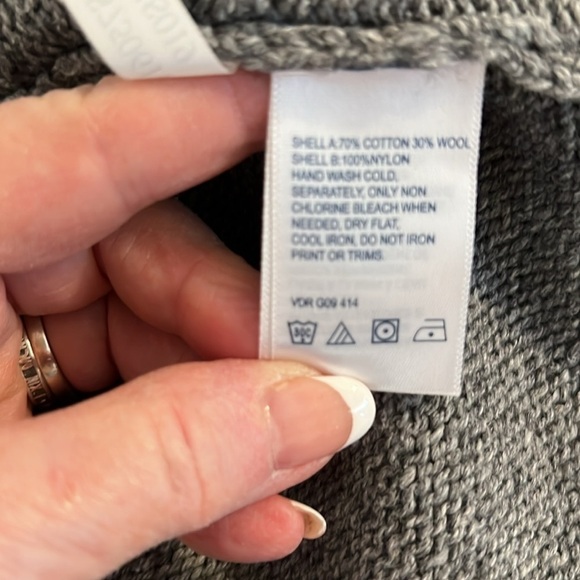 SHELL A:70% COTTON 30% WOOL
SHELL B:100%NYLON
HAND WASH COLD,
SEPARATELY, ONLY NON
CHLORINE BLEACH WHEN
NEEDED, DRY FLAT,
COOL IRON, DO NOT IRON
PRINT OR TRIMS.
VDR G09 414
30C